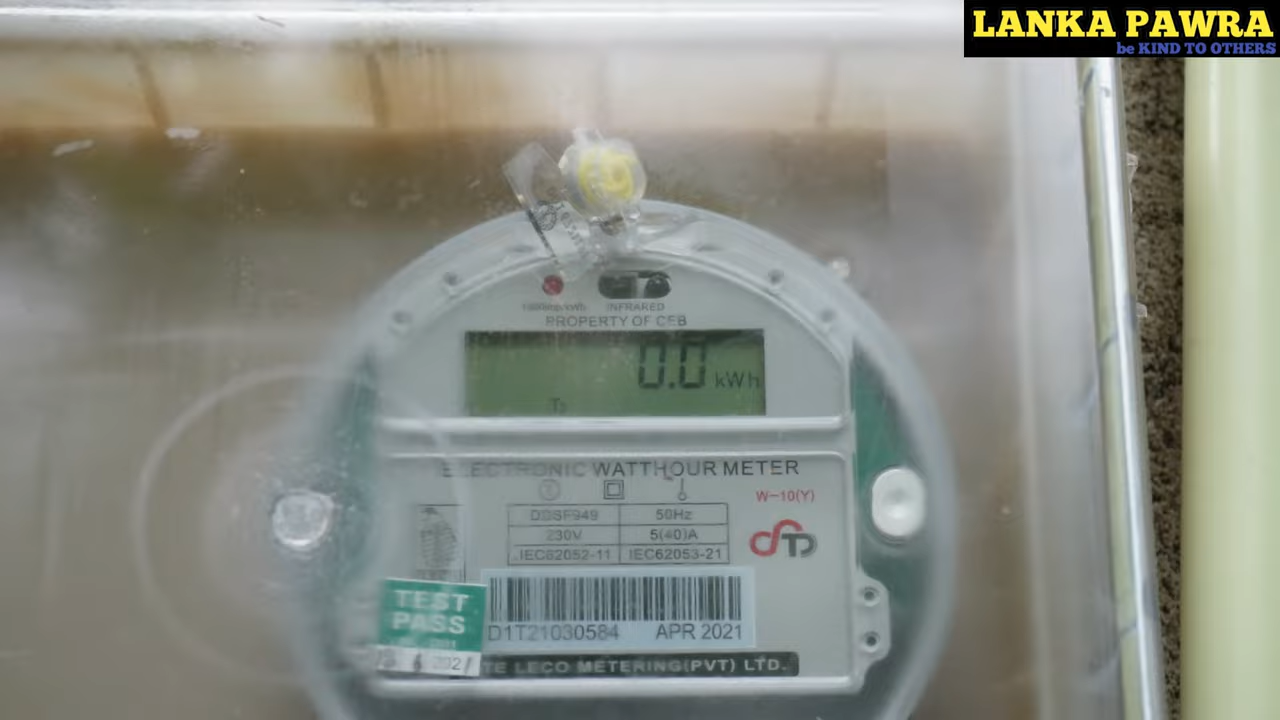 LANKA PAWRA
be KIND TO OTHERS
INFRARED
PROPERTY OF CEB
0.0 kWh
ELECTRONIC WATTHOUR METER
W-10(Y)
DDSF949 50Hz
230V 5(40)A
IEC62052-11 IEC62053-21
TEST
PASS
D1T21030584 APR 2021
TE LECO METERING(PVT) LTD.